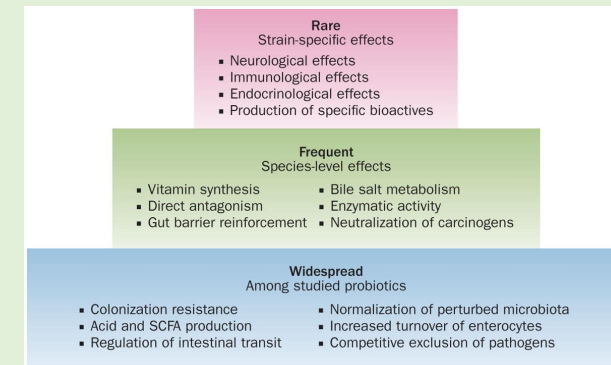 Rare
Strain-specific effects
▪ Neurological effects
▪ Immunological effects
▪ Endocrinological effects
▪ Production of specific bioactives
Frequent
Species-level effects
▪ Vitamin synthesis
▪ Direct antagonism
▪ Gut barrier reinforcement
▪ Bile salt metabolism
▪ Enzymatic activity
▪ Neutralization of carcinogens
Widespread
Among studied probiotics
▪ Colonization resistance
▪ Acid and SCFA production
▪ Regulation of intestinal transit
▪ Normalization of perturbed microbiota
▪ Increased turnover of enterocytes
▪ Competitive exclusion of pathogens